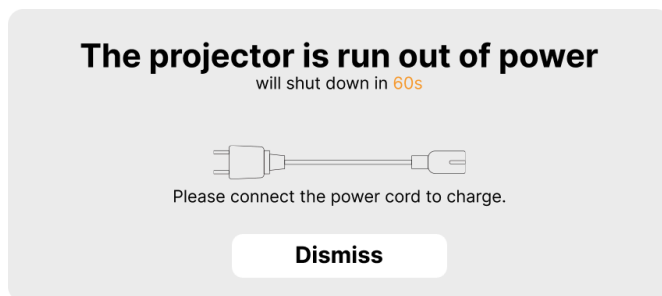 The projector is run out of power
will shut down in 60s
Please connect the power cord to charge.
Dismiss